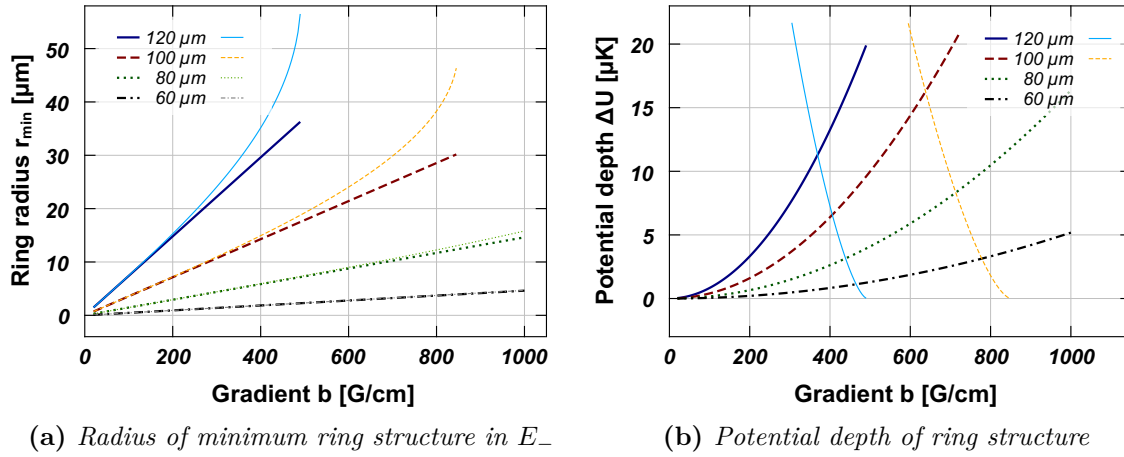 Ring radius r_min [µm]
50
40
30
20
10
0
120 µm
100 µm
80 µm
60 µm
0 200 400 600 800 1000
Gradient b [G/cm]
(a) Radius of minimum ring structure in E_
Potential depth ΔU [µK]
20
15
10
5
0
120 µm
100 µm
80 µm
60 µm
0 200 400 600 800 1000
Gradient b [G/cm]
(b) Potential depth of ring structure